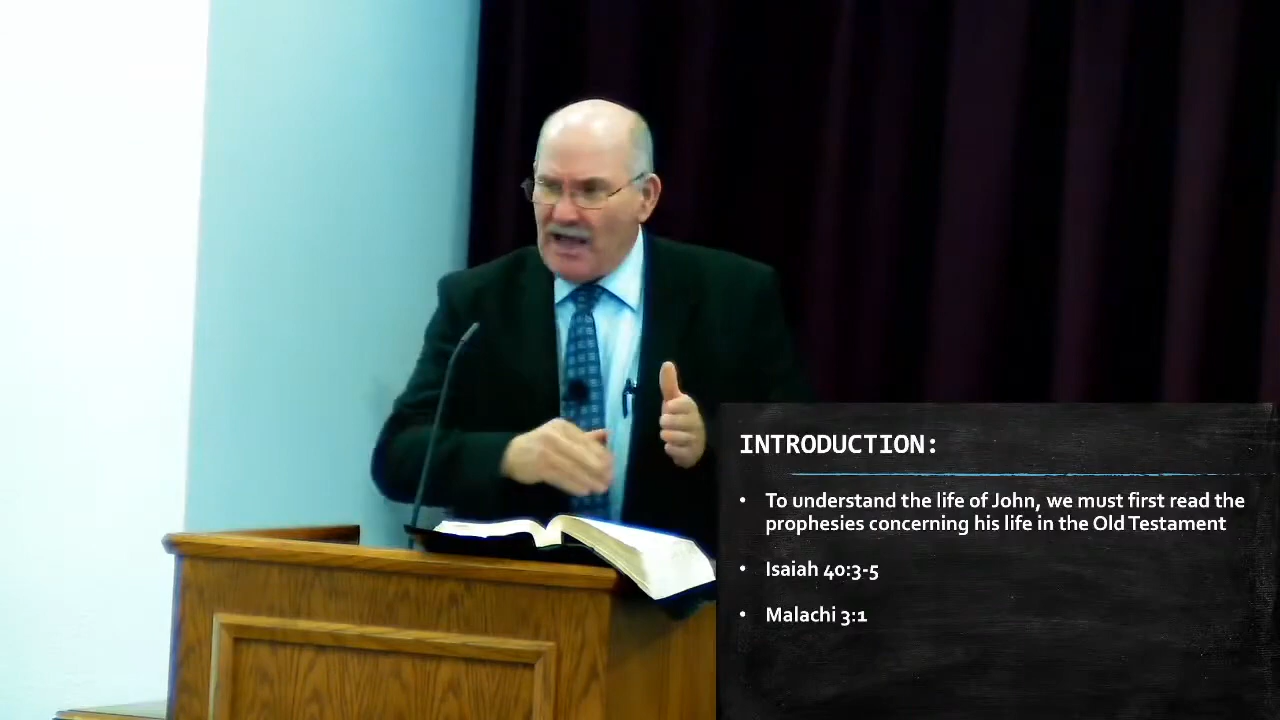 INTRODUCTION:
• To understand the life of John, we must first read the
prophesies concerning his life in the Old Testament
• Isaiah 40:3-5
• Malachi 3:1